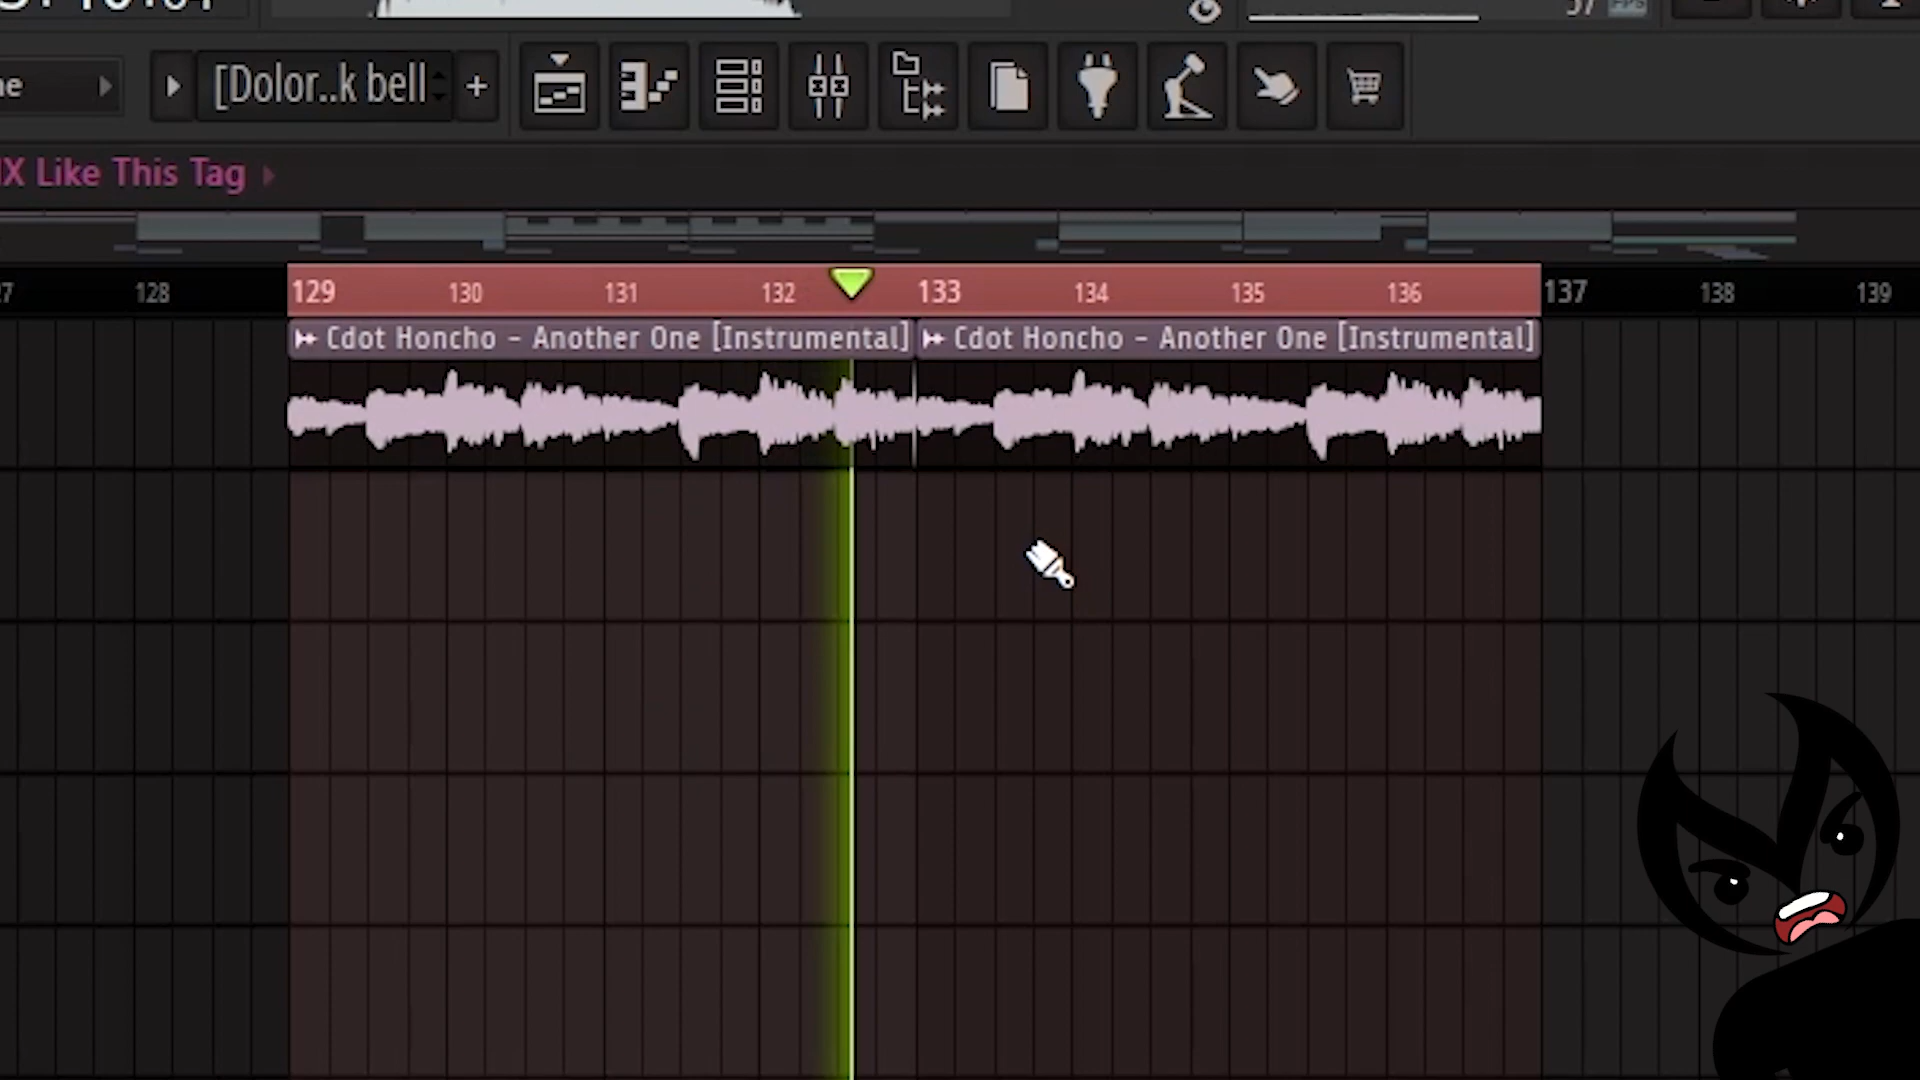 FPS
[Dolor..k bell
+
Like This Tag
128 129 130 131 132 133 134 135 136 137 138 139
Cdot Honcho - Another One [Instrumental] Cdot Honcho - Another One [Instrumental]